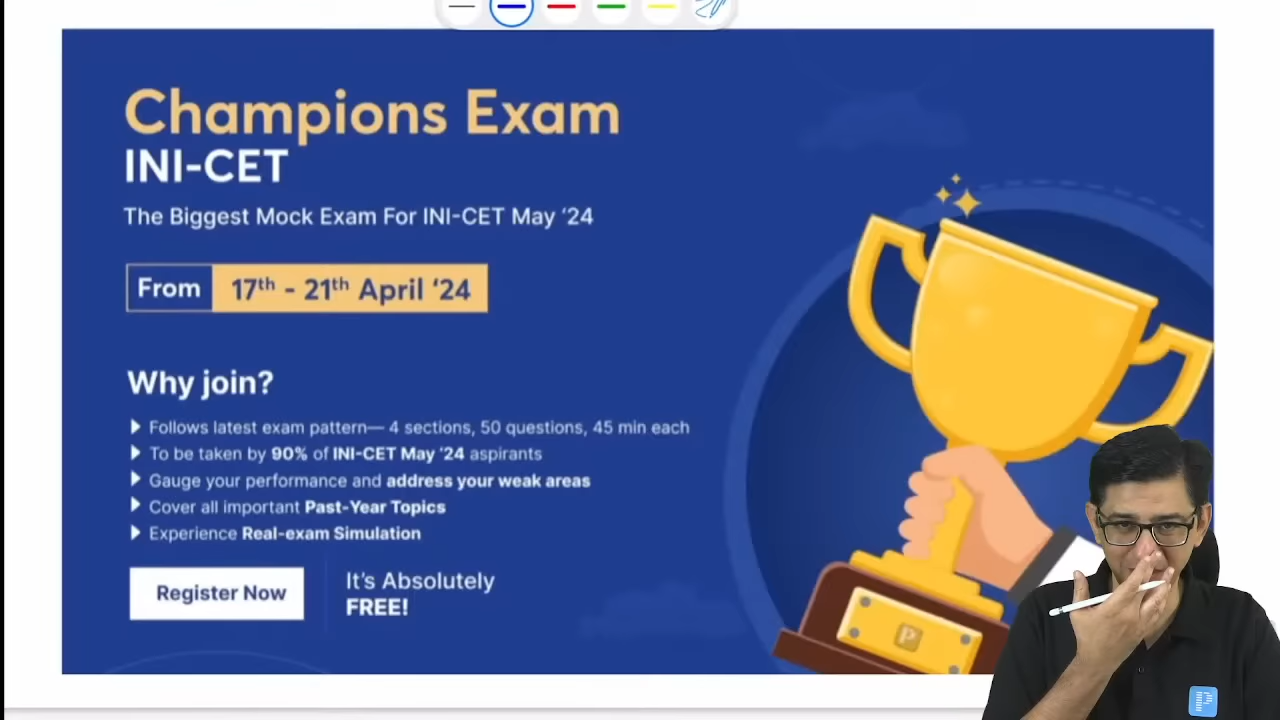 Champions Exam
INI-CET
The Biggest Mock Exam For INI-CET May ‘24
From 17th - 21th April ‘24
Why join?
Follows latest exam pattern— 4 sections, 50 questions, 45 min each
To be taken by 90% of INI-CET May ‘24 aspirants
Gauge your performance and address your weak areas
Cover all important Past-Year Topics
Experience Real-exam Simulation
Register Now
It’s Absolutely
FREE!
P
P